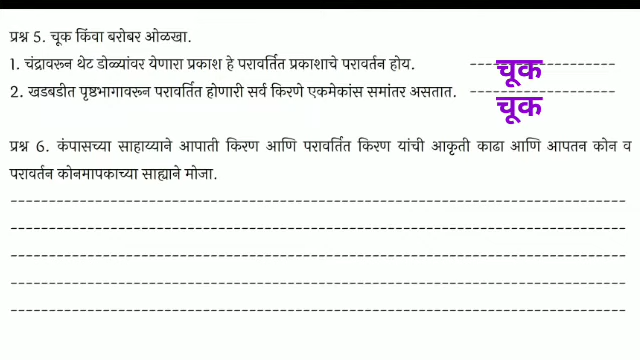 प्रश्न 5. चूक किंवा बरोबर ओळखा.
1. चंद्रावरून थेट डोळ्यांवर येणारा प्रकाश हे परावर्तित प्रकाशाचे परावर्तन होय. --------------------- चूक
2. खडबडीत पृष्ठभागावरून परावर्तित होणारी सर्व किरणे एकमेकांस समांतर असतात. --------------------- चूक
प्रश्न 6. कंपासच्या साहाय्याने आपाती किरण आणि परावर्तित किरण यांची आकृती काढा आणि आपतन कोन व
परावर्तन कोनमापकाच्या साह्याने मोजा.